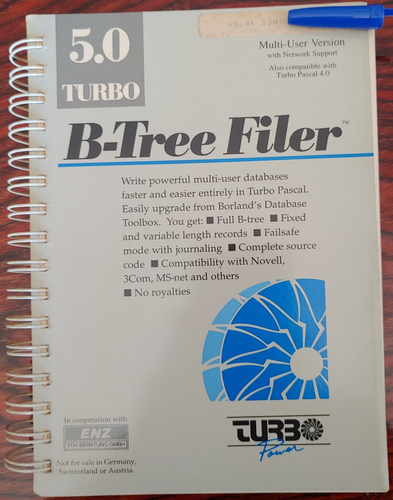 5.0
TURBO
Multi-User Version
with Network Support
Also compatible with
Turbo Pascal 4.0
B-Tree Filer™
Write powerful multi-user databases
faster and easier entirely in Turbo Pascal.
Easily upgrade from Borland's Database
Toolbox. You get: ■ Full B-tree ■ Fixed
and variable length records ■ Failsafe
mode with journaling ■ Complete source
code ■ Compatibility with Novell,
3Com, MS-net and others
■ No royalties
In cooperation with
ENZ
EDV-BERATUNG GMBH
Not for sale in Germany,
Switzerland or Austria.
TURBO
Power